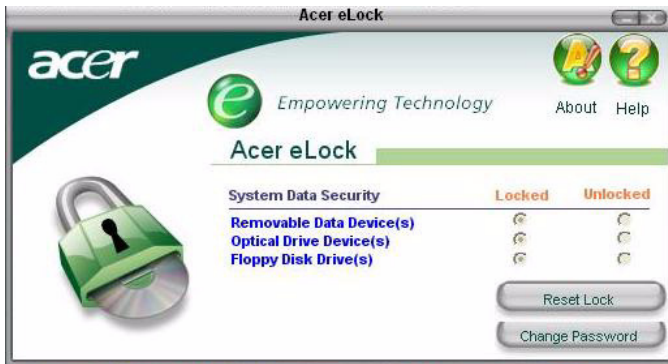 Acer eLock
acer
e Empowering Technology
About Help
Acer eLock
System Data Security Locked Unlocked
Removable Data Device(s)
Optical Drive Device(s)
Floppy Disk Drive(s)
Reset Lock
Change Password